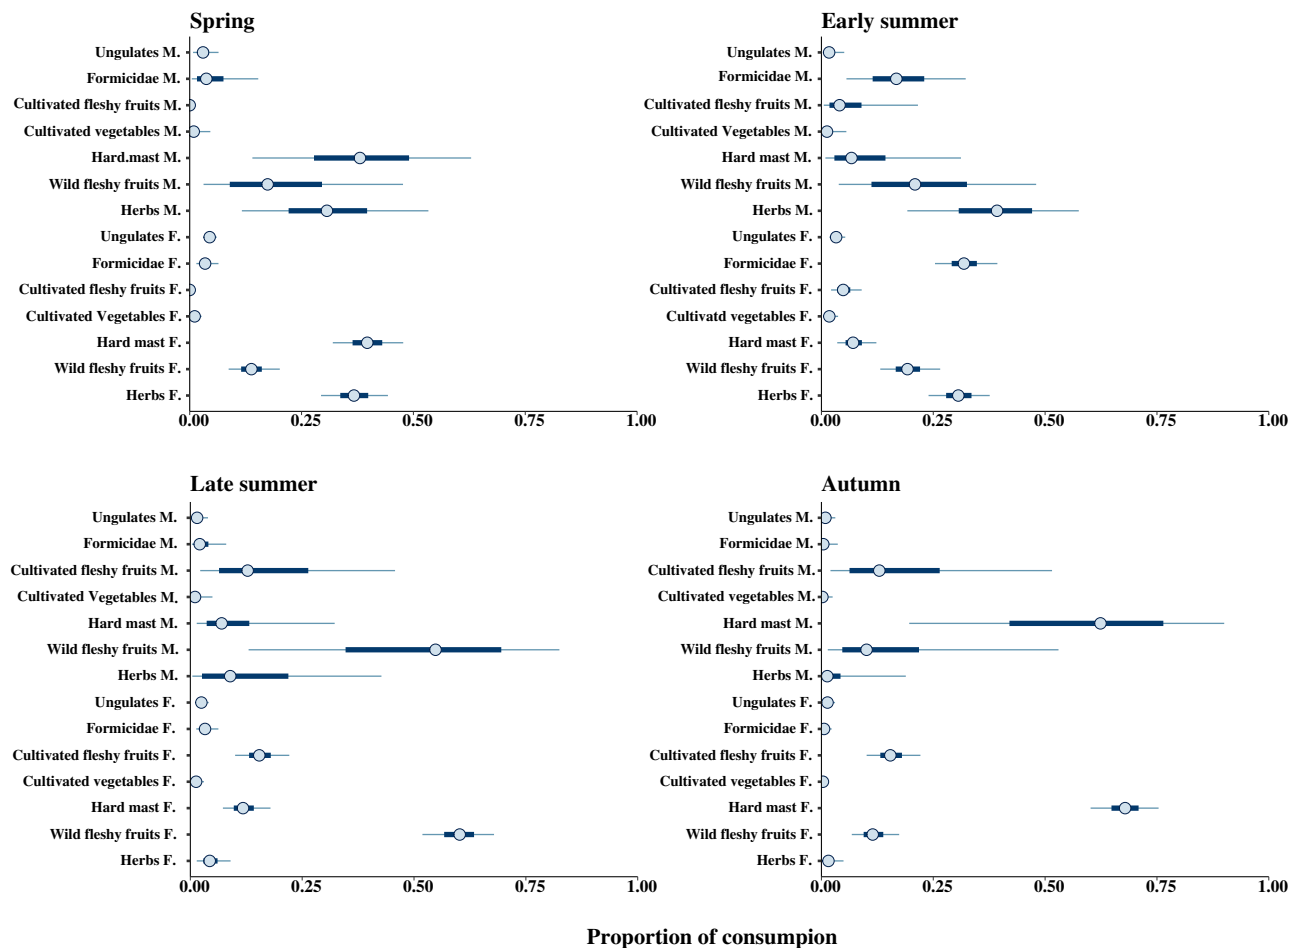 Spring
Ungulates M.
Formicidae M.
Cultivated fleshy fruits M.
Cultivated vegetables M.
Hard.mast M.
Wild fleshy fruits M.
Herbs M.
Ungulates F.
Formicidae F.
Cultivated fleshy fruits F.
Cultivated Vegetables F.
Hard mast F.
Wild fleshy fruits F.
Herbs F.
0.00 0.25 0.50 0.75 1.00
Early summer
Ungulates M.
Formicidae M.
Cultivated fleshy fruits M.
Cultivated Vegetables M.
Hard mast M.
Wild fleshy fruits M.
Herbs M.
Ungulates F.
Formicidae F.
Cultivated fleshy fruits F.
Cultivatd vegetables F.
Hard mast F.
Wild fleshy fruits F.
Herbs F.
0.00 0.25 0.50 0.75 1.00
Late summer
Ungulates M.
Formicidae M.
Cultivated fleshy fruits M.
Cultivated Vegetables M.
Hard mast M.
Wild fleshy fruits M.
Herbs M.
Ungulates F.
Formicidae F.
Cultivated fleshy fruits F.
Cultivated vegetables F.
Hard mast F.
Wild fleshy fruits F.
Herbs F.
0.00 0.25 0.50 0.75 1.00
Autumn
Ungulates M.
Formicidae M.
Cultivated fleshy fruits M.
Cultivated vegetables M.
Hard mast M.
Wild fleshy fruits M.
Herbs M.
Ungulates F.
Formicidae F.
Cultivated fleshy fruits F.
Cultivated vegetables F.
Hard mast F.
Wild fleshy fruits F.
Herbs F.
0.00 0.25 0.50 0.75 1.00
Proportion of consumpion